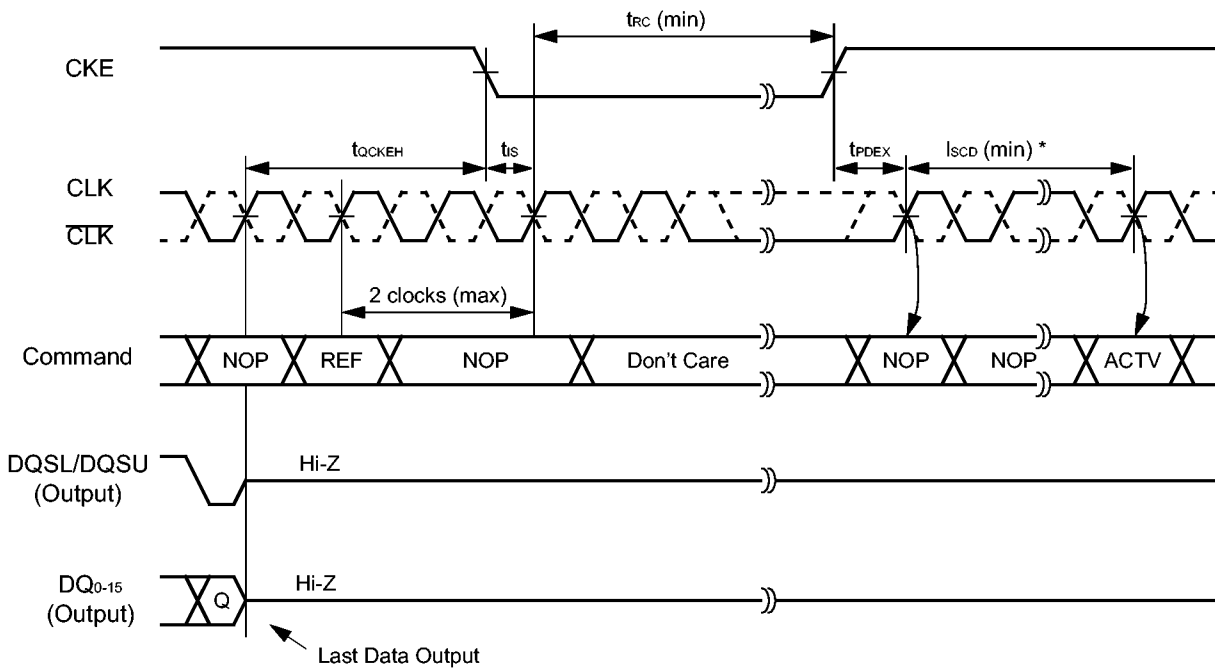 tRC (min)
CKE
tQCKEH
tIS
tPDEX
lSCD (min) *
CLK
CLK
2 clocks (max)
Command
NOP
REF
NOP
Don't Care
NOP
NOP
ACTV
DQSL/DQSU
(Output)
Hi-Z
DQ0-15
(Output)
Q
Hi-Z
Last Data Output